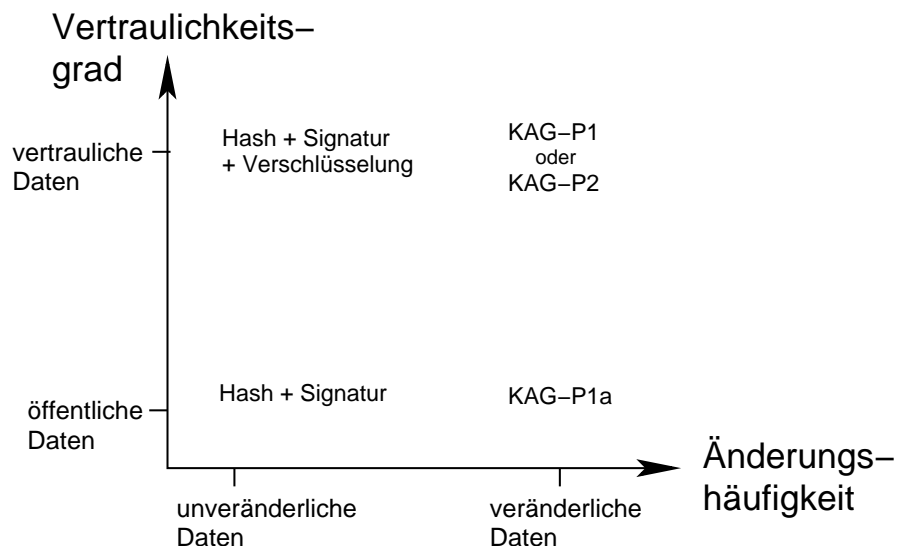 Vertraulichkeits–
grad
vertrauliche
Daten
Hash + Signatur
+ Verschlüsselung
KAG–P1
oder
KAG–P2
öffentliche
Daten
Hash + Signatur
KAG–P1a
Änderungs–
häufigkeit
unveränderliche
Daten
veränderliche
Daten